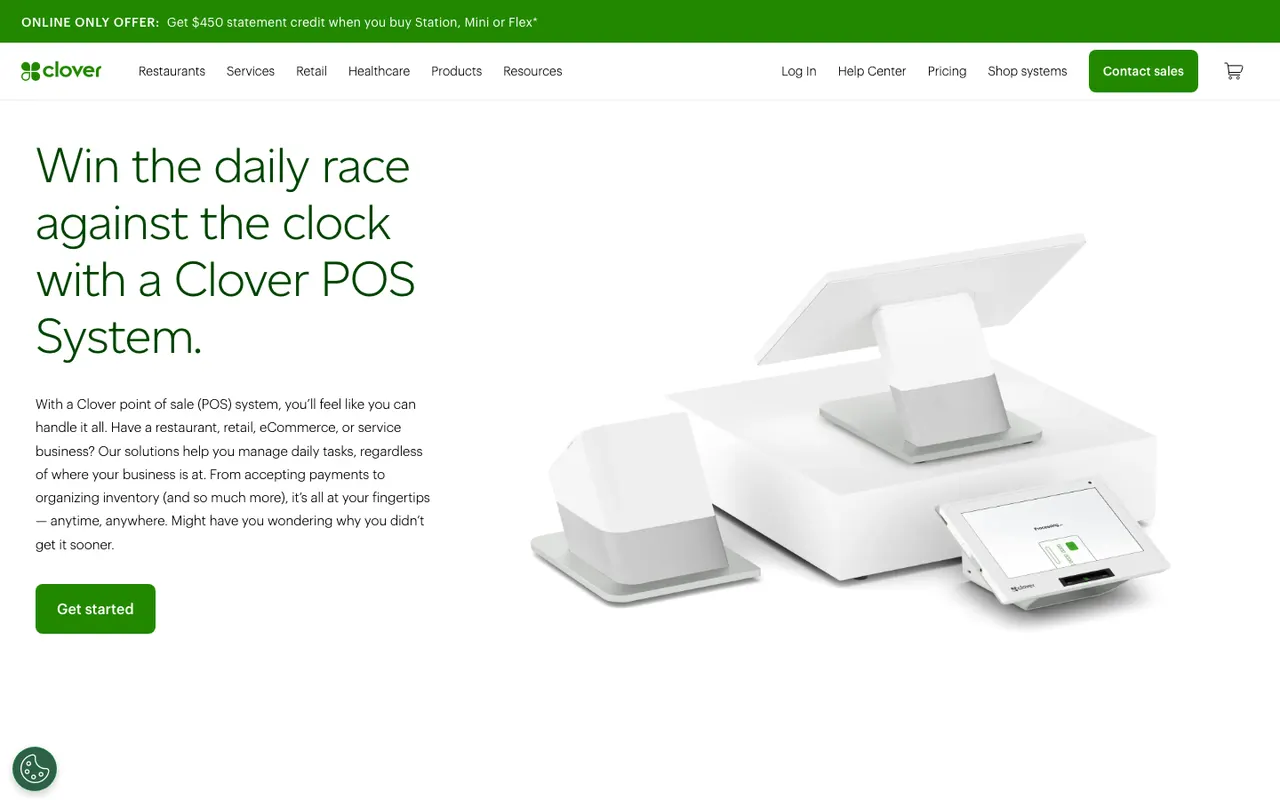 ONLINE ONLY OFFER: Get $450 statement credit when you buy Station, Mini or Flex*
clover
Restaurants
Services
Retail
Healthcare
Products
Resources
Log In
Help Center
Pricing
Shop systems
Contact sales
Win the daily race
against the clock
with a Clover POS
System.
With a Clover point of sale (POS) system, you’ll feel like you can
handle it all. Have a restaurant, retail, eCommerce, or service
business? Our solutions help you manage daily tasks, regardless
of where your business is at. From accepting payments to
organizing inventory (and so much more), it’s all at your fingertips
— anytime, anywhere. Might have you wondering why you didn’t
get it sooner.
Get started
Processing...
clover